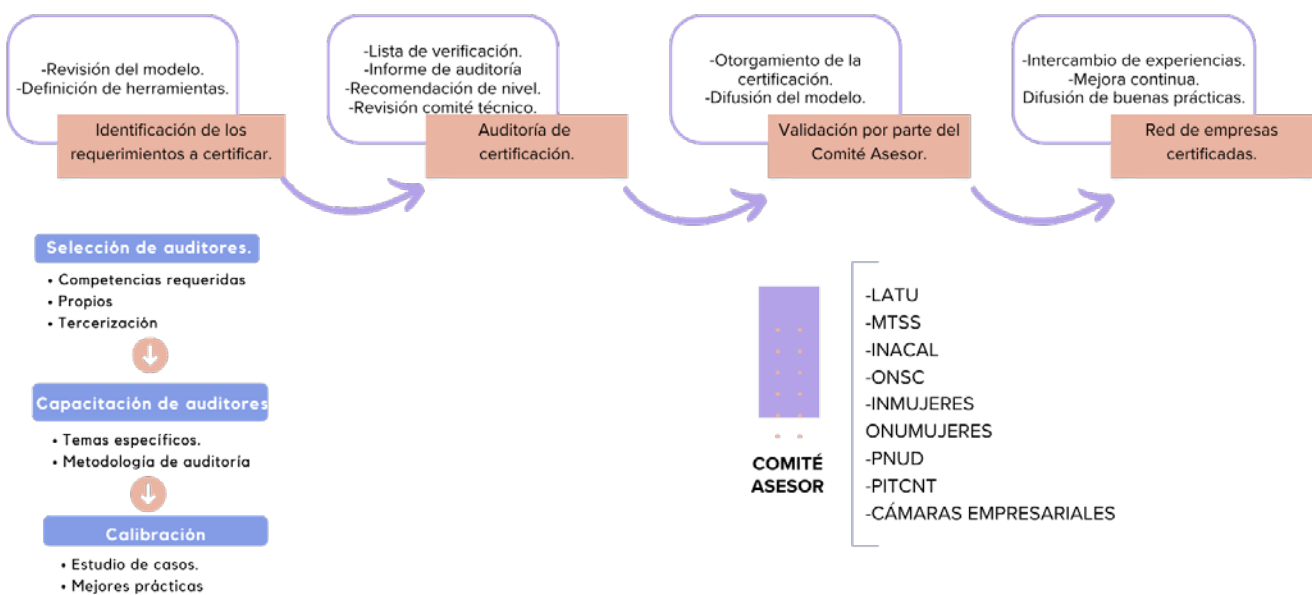 -Revisión del modelo.
-Definición de herramientas.
Identificación de los
requerimientos a certificar.
-Lista de verificación.
-Informe de auditoría
-Recomendación de nivel.
-Revisión comité técnico.
Auditoría de
certificación.
-Otorgamiento de la
certificación.
-Difusión del modelo.
Validación por parte del
Comité Asesor.
-Intercambio de experiencias.
-Mejora continua.
Difusión de buenas prácticas.
Red de empresas
certificadas.
Selección de auditores.
• Competencias requeridas
• Propios
• Tercerización
Capacitación de auditores
• Temas específicos.
• Metodología de auditoría
Calibración
• Estudio de casos.
• Mejores prácticas
COMITÉ
ASESOR
-LATU
-MTSS
-INACAL
-ONSC
-INMUJERES
ONUMUJERES
-PNUD
-PITCNT
-CÁMARAS EMPRESARIALES